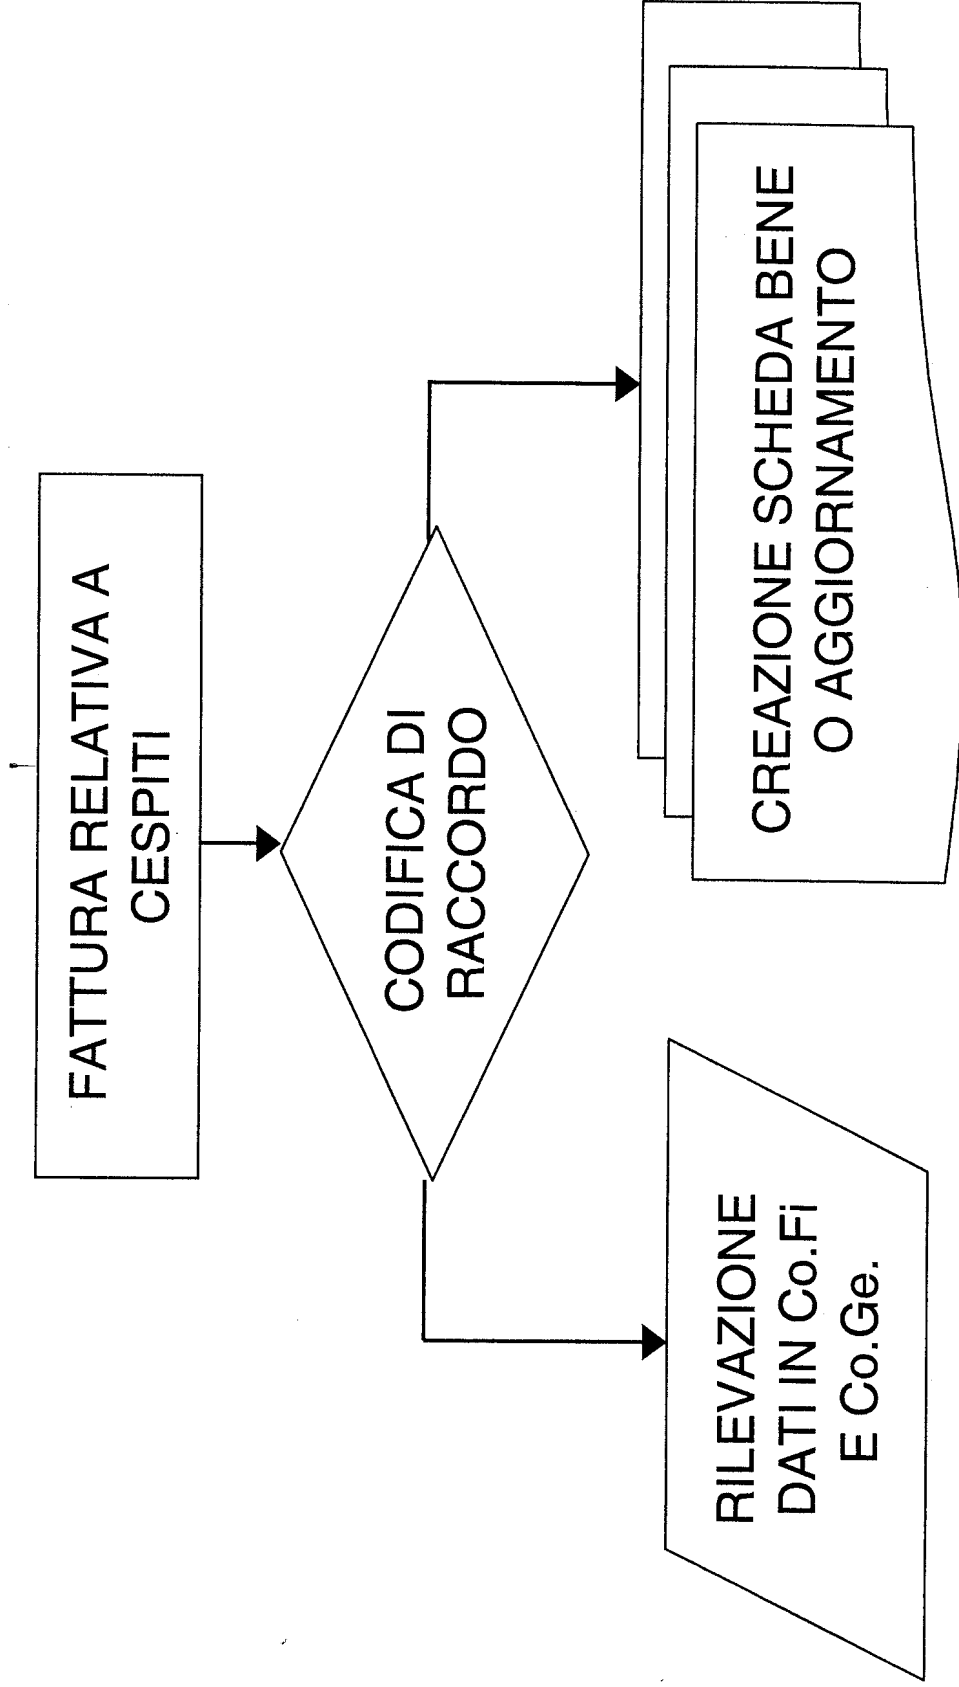 FATTURA RELATIVA A
CESPITI
CODIFICA DI
RACCORDO
RILEVAZIONE
DATI IN Co.Fi
E Co.Ge.
CREAZIONE SCHEDA BENE
O AGGIORNAMENTO